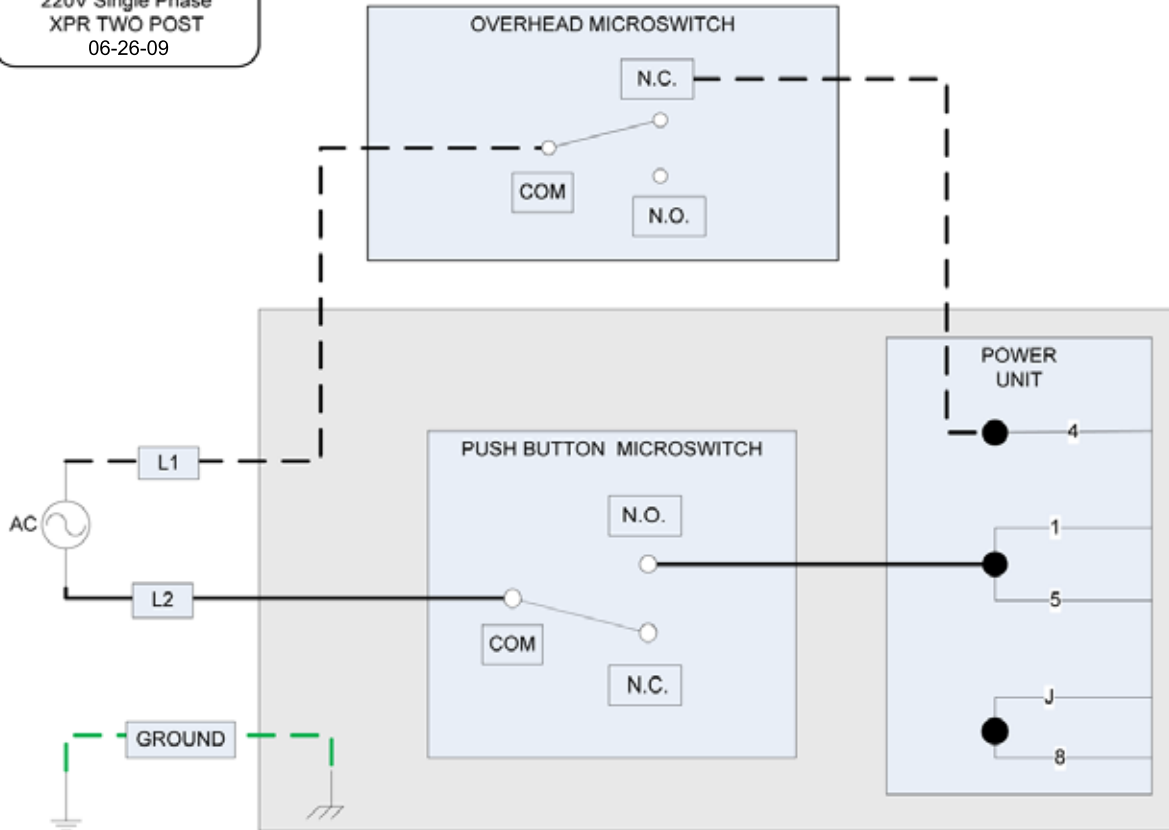 220V Single Phase
XPR TWO POST
06-26-09
OVERHEAD MICROSWITCH
N.C.
COM
N.O.
POWER
UNIT
4
L1
PUSH BUTTON MICROSWITCH
N.O.
AC
1
L2
5
COM
N.C.
J
GROUND
8